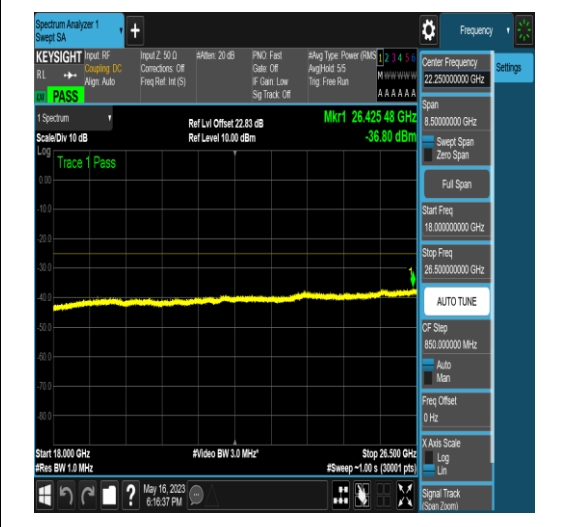 Spectrum Analyzer 1
Swept SA
Frequency
KEYSIGHT
RL
Input: RF
Coupling: DC
Align: Auto
Input Z: 50 Ω
Corrections: Off
Freq Ref: Int (S)
#Atten: 20 dB
PNO: Fast
Gate: Off
IF Gain: Low
Sig Track: Off
#Avg Type: Power (RMS
Avg|Hold: 5/5
Trig: Free Run
1 2 3 4 5 6
M W W W W W
A A A A A A
PASS
1 Spectrum
Scale/Div 10 dB
Ref Lvl Offset 22.83 dB
Ref Level 10.00 dBm
Mkr1 26.425 48 GHz
-36.80 dBm
Log
Trace 1 Pass
0.00
-10.0
-20.0
-30.0
-40.0
-50.0
-60.0
-70.0
-80.0
1
Start 18.000 GHz
#Res BW 1.0 MHz
#Video BW 3.0 MHz*
Stop 26.500 GHz
#Sweep ~1.00 s (30001 pts)
May 16, 2023
6:16:37 PM
Center Frequency
22.250000000 GHz
Settings
Span
8.50000000 GHz
Swept Span
Zero Span
Full Span
Start Freq
18.000000000 GHz
Stop Freq
26.500000000 GHz
AUTO TUNE
CF Step
850.000000 MHz
Auto
Man
Freq Offset
0 Hz
X Axis Scale
Log
Lin
Signal Track
(Span Zoom)